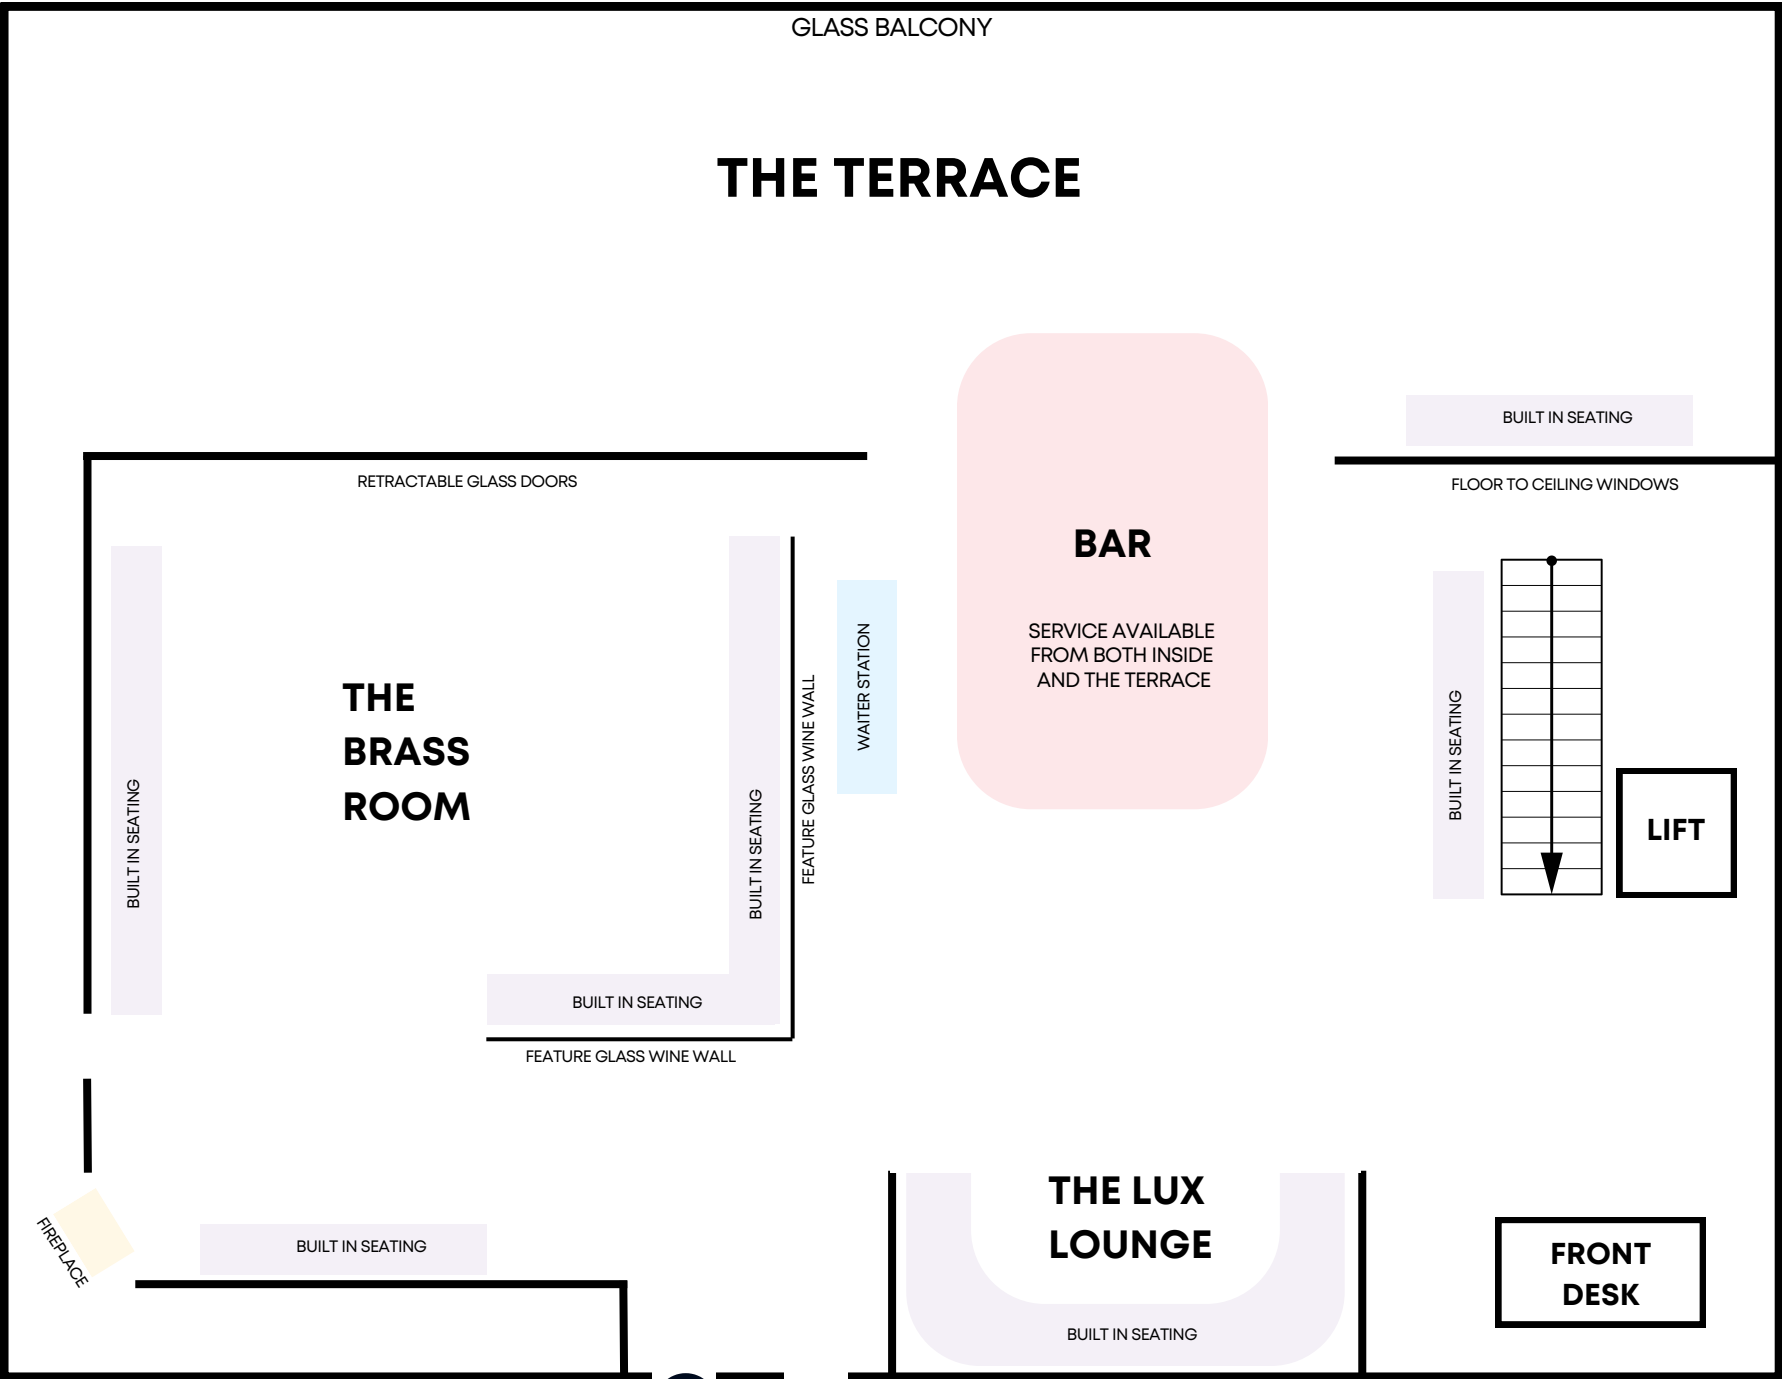 GLASS BALCONY
THE TERRACE
BUILT IN SEATING
RETRACTABLE GLASS DOORS
FLOOR TO CEILING WINDOWS
BAR
SERVICE AVAILABLE
FROM BOTH INSIDE
AND THE TERRACE
WAITER STATION
FEATURE GLASS WINE WALL
THE
BRASS
ROOM
BUILT IN SEATING
BUILT IN SEATING
BUILT IN SEATING
LIFT
BUILT IN SEATING
FEATURE GLASS WINE WALL
THE LUX
LOUNGE
FIREPLACE
BUILT IN SEATING
FRONT
DESK
BUILT IN SEATING